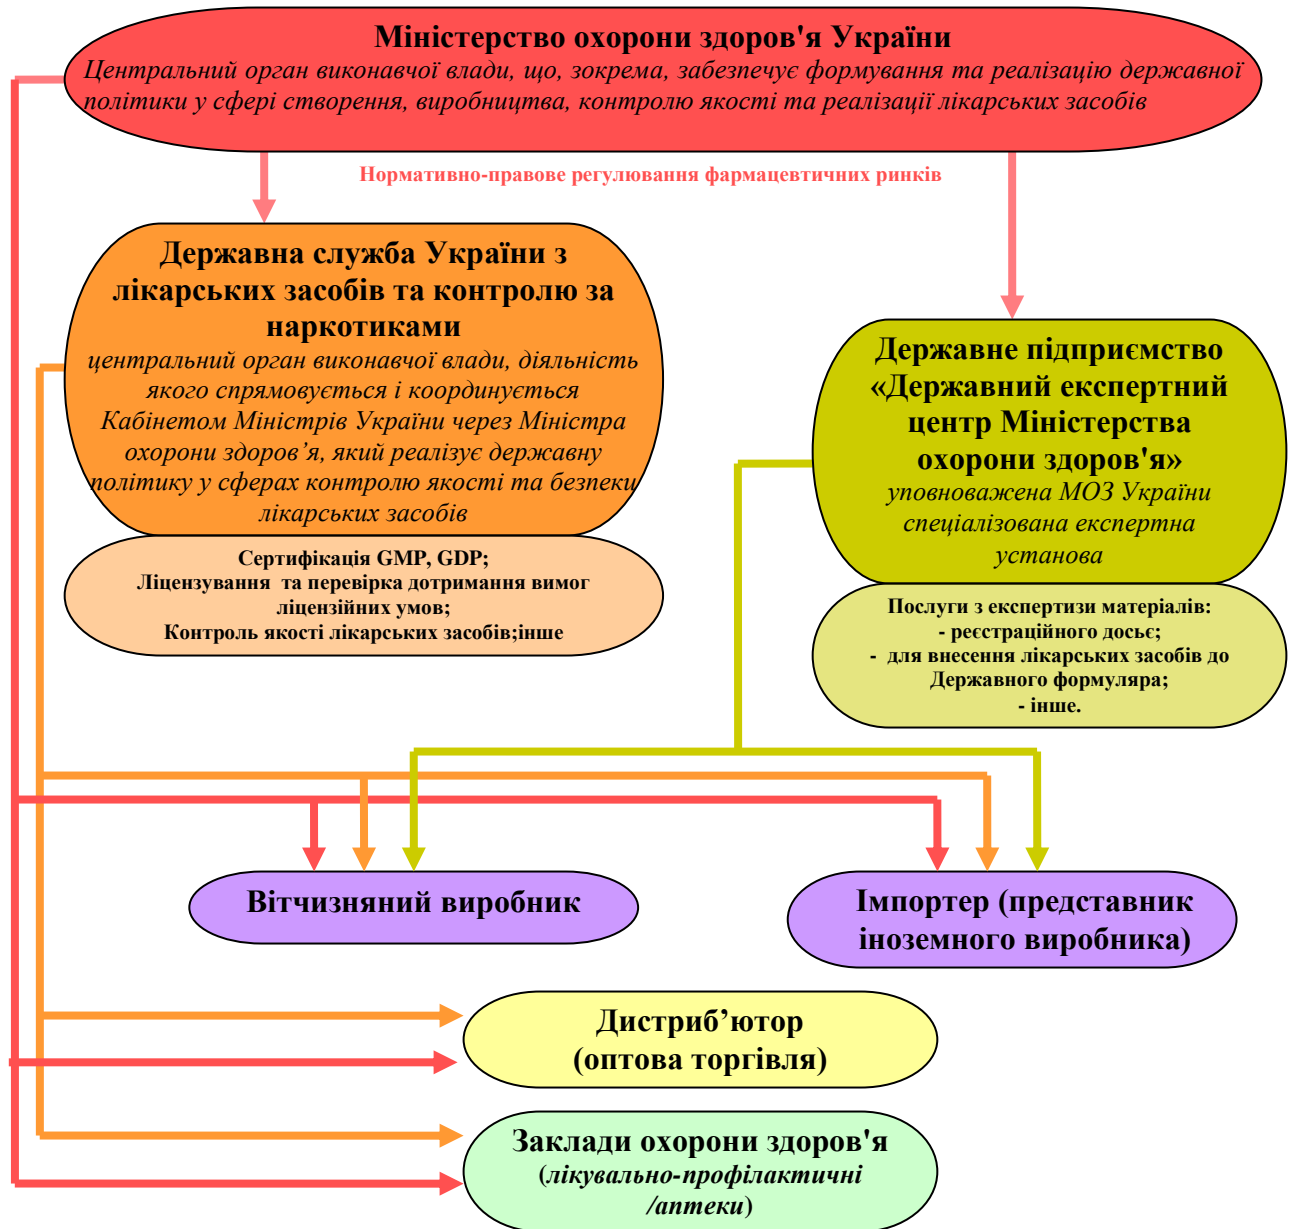 Міністерство охорони здоров'я України
Центральний орган виконавчої влади, що, зокрема, забезпечує формування та реалізацію державної
політики у сфері створення, виробництва, контролю якості та реалізації лікарських засобів
Нормативно-правове регулювання фармацевтичних ринків
Державна служба України з
лікарських засобів та контролю за
наркотиками
центральний орган виконавчої влади, діяльність
якого спрямовується і координується
Кабінетом Міністрів України через Міністра
охорони здоров’я, який реалізує державну
політику у сферах контролю якості та безпеки
лікарських засобів
Сертифікація GMP, GDP;
Ліцензування та перевірка дотримання вимог
ліцензійних умов;
Контроль якості лікарських засобів;інше
Державне підприємство
«Державний експертний
центр Міністерства
охорони здоров'я»
уповноважена МОЗ України
спеціалізована експертна
установа
Послуги з експертизи матеріалів:
- реєстраційного досьє;
- для внесення лікарських засобів до
Державного формуляра;
- інше.
Вітчизняний виробник
Імпортер (представник
іноземного виробника)
Дистриб’ютор
(оптова торгівля)
Заклади охорони здоров'я
(лікувально-профілактичні
/аптеки)